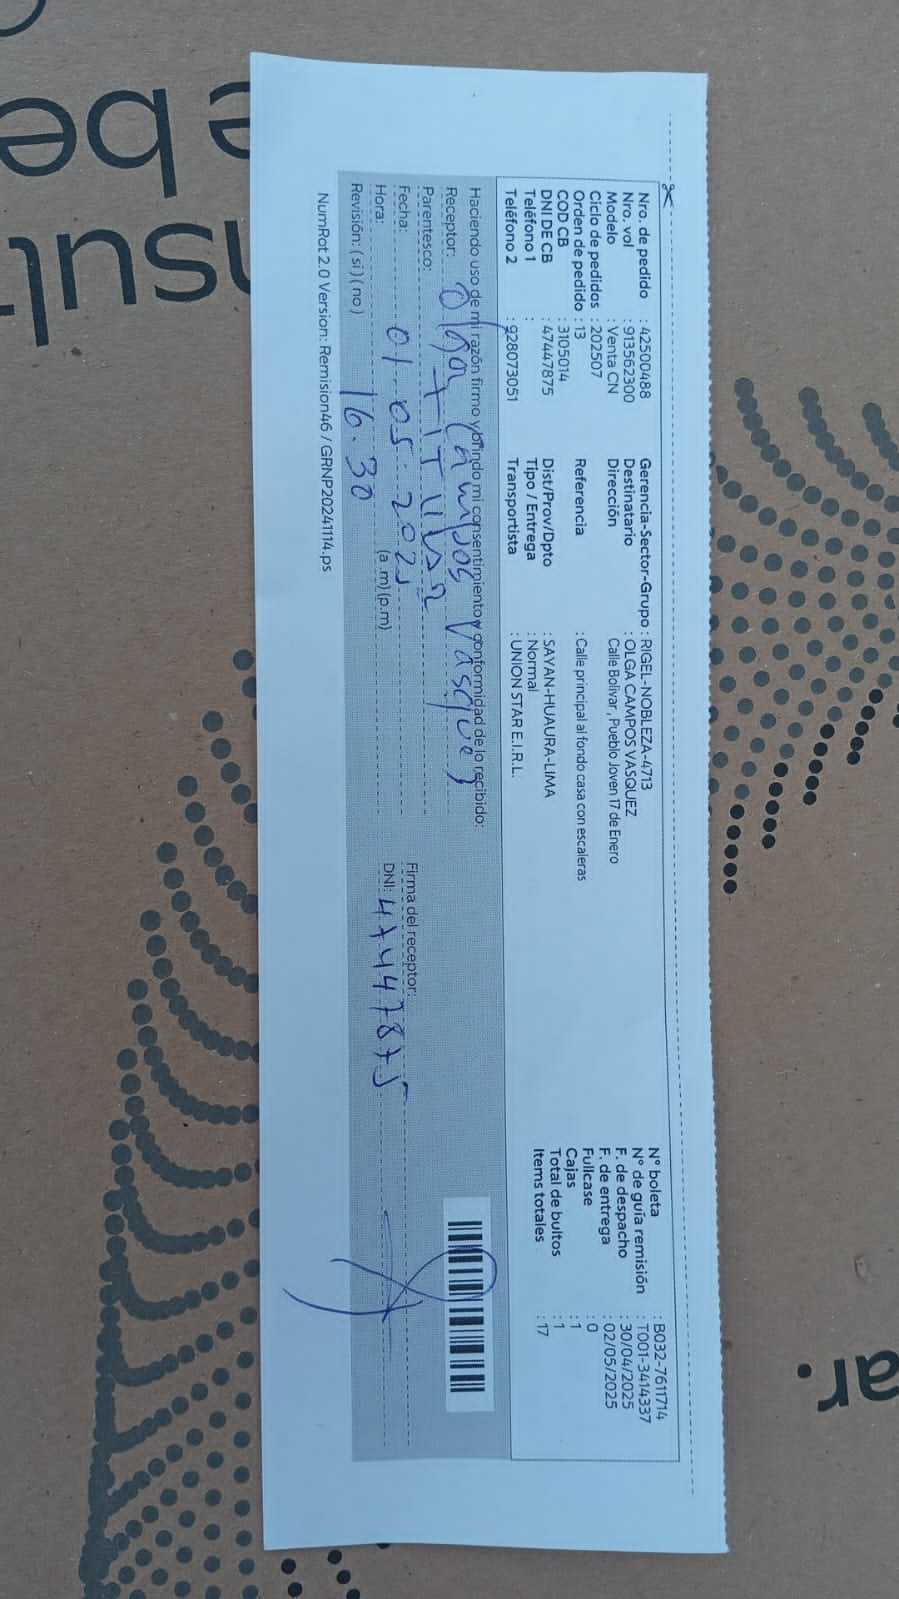 Nro. de pedido : 42500488
Nro. vol : 913562300
Modelo : Venta CN
Ciclo de pedidos : 202507
Orden de pedido : 13
COD CB : 3105014
DNI DE CB : 47447875
Teléfono 1 :
Teléfono 2 : 928073051
Gerencia-Sector-Grupo : RIGEL-NOBLEZA-4713
Destinatario : OLGA CAMPOS VASQUEZ
Dirección Calle Bolivar , Pueblo Joven 17 de Enero
Referencia : Calle principal al fondo casa con escaleras
Dist/Prov/Dpto : SAYAN-HUAURA-LIMA
Tipo / Entrega : Normal
Transportista : UNION STAR E.I.R.L.
N° boleta : B032-7611714
N° de guía remisión : T001-3414337
F. de despacho : 30/04/2025
F. de entrega : 02/05/2025
Fullcase : 0
Cajas : 1
Total de bultos : 1
Items totales : 17
Haciendo uso de mi razón firmo y brindo mi consentimiento y conformidad de lo recibido:
Receptor: Olga Campos Vasquez
Parentesco: TITULAR
Fecha: 01-05-2025
Hora: 16.30 (a.m) (p.m)
Revisión: ( si ) ( no )
Firma del receptor:
DNI: 47447875
NumRot 2.0 Version: Remision46 / GRNP20241114.ps
be
nsult
ar.